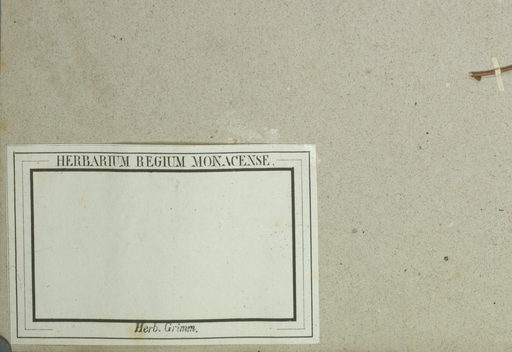 HERBARIUM REGIUM MONACENSE.
Herb. Grimm.